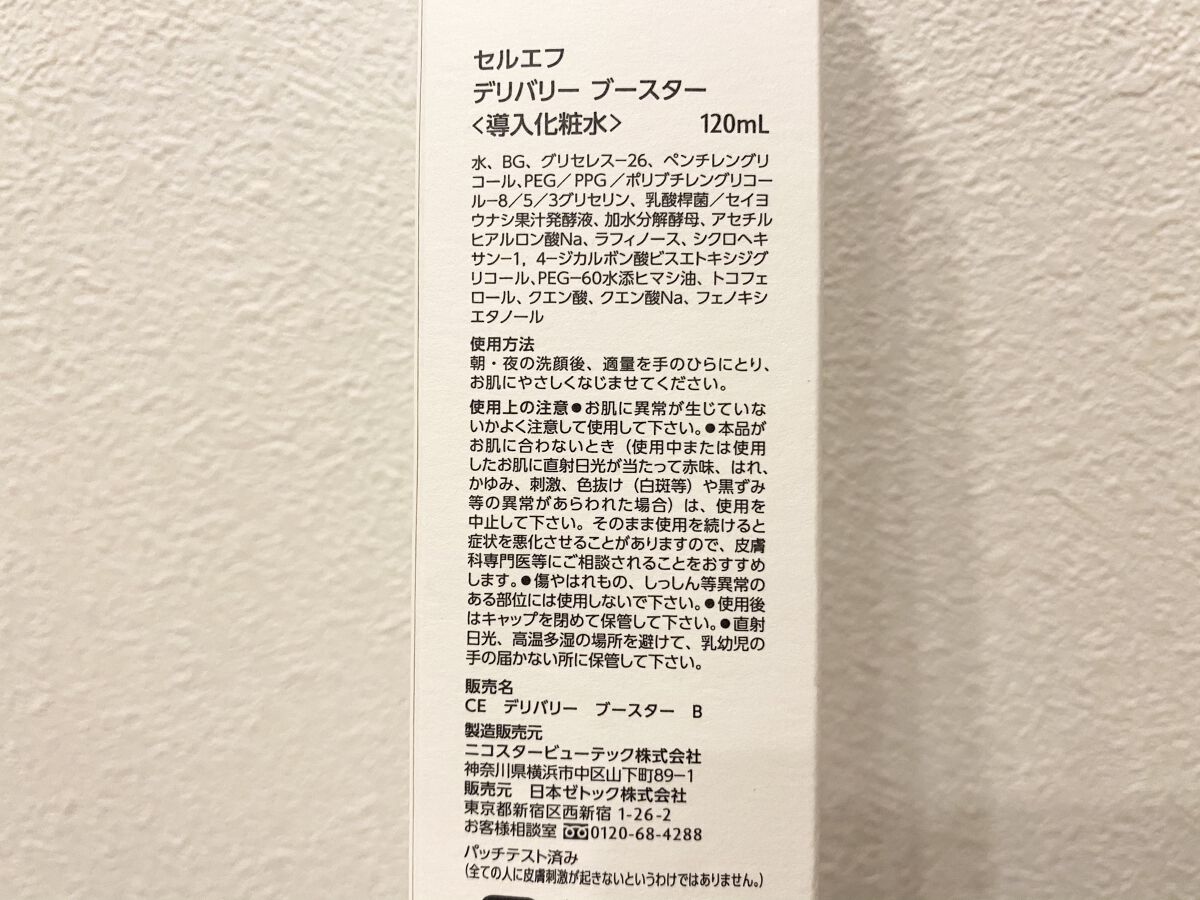 セルエフ
デリバリー ブースター
<導入化粧水> 120mL
水、BG、グリセレス−26、ペンチレングリ
コール、PEG／PPG／ポリブチレングリコー
ル−8／5／3グリセリン、乳酸桿菌／セイヨ
ウナシ果汁発酵液、加水分解酵母、アセチル
ヒアルロン酸Na、ラフィノース、シクロヘキ
サン−1，4−ジカルボン酸ビスエトキシジグ
リコール、PEG−60水添ヒマシ油、トコフェ
ロール、クエン酸、クエン酸Na、フェノキシ
エタノール
使用方法
朝・夜の洗顔後、適量を手のひらにとり、
お肌にやさしくなじませてください。
使用上の注意●お肌に異常が生じていな
いかよく注意して使用して下さい。●本品が
お肌に合わないとき（使用中または使用
したお肌に直射日光が当たって赤味、はれ、
かゆみ、刺激、色抜け（白斑等）や黒ずみ
等の異常があらわれた場合）は、使用を
中止して下さい。そのまま使用を続けると
症状を悪化させることがありますので、皮膚
科専門医等にご相談されることをおすすめ
します。●傷やはれもの、しっしん等異常の
ある部位には使用しないで下さい。●使用後
はキャップを閉めて保管して下さい。●直射
日光、高温多湿の場所を避けて、乳幼児の
手の届かない所に保管して下さい。
販売名
CE デリバリー ブースター B
製造販売元
ニコスタービューテック株式会社
神奈川県横浜市中区山下町89−1
販売元 日本ゼトック株式会社
東京都新宿区西新宿 1-26-2
お客様相談室 0120-68-4288
パッチテスト済み
（全ての人に皮膚刺激が起きないというわけではありません。）